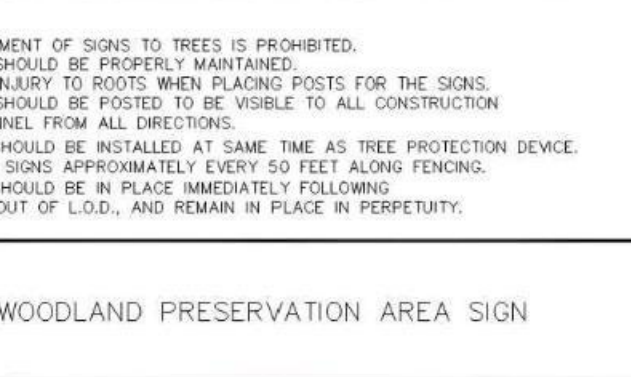 MENT OF SIGNS TO TREES IS PROHIBITED.
SHOULD BE PROPERLY MAINTAINED.
NJURY TO ROOTS WHEN PLACING POSTS FOR THE SIGNS.
SHOULD BE POSTED TO BE VISIBLE TO ALL CONSTRUCTION
NEL FROM ALL DIRECTIONS.
HOULD BE INSTALLED AT SAME TIME AS TREE PROTECTION DEVICE.
SIGNS APPROXIMATELY EVERY 50 FEET ALONG FENCING.
HOULD BE IN PLACE IMMEDIATELY FOLLOWING
OUT OF L.O.D., AND REMAIN IN PLACE IN PERPETUITY.
WOODLAND PRESERVATION AREA SIGN